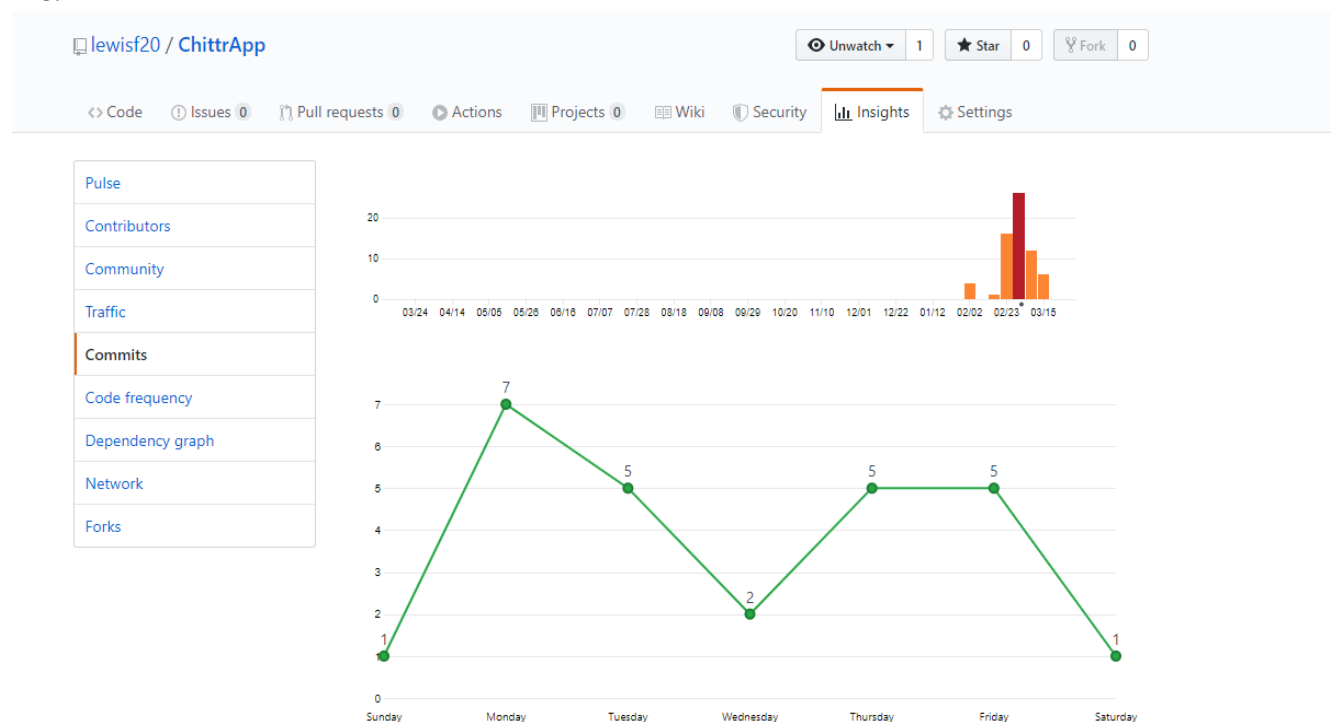 lewisf20 / ChittrApp
Unwatch 1 Star 0 Fork 0
Code Issues 0 Pull requests 0 Actions Projects 0 Wiki Security Insights Settings
Pulse
Contributors
Community
Traffic
Commits
Code frequency
Dependency graph
Network
Forks
20
10
0
03/24 04/14 05/05 05/26 06/16 07/07 07/28 08/18 09/08 09/29 10/20 11/10 12/01 12/22 01/12 02/02 02/23 03/15
7
7
6
5 5 5
5
4
3
2
2
1 1
1
0
Sunday Monday Tuesday Wednesday Thursday Friday Saturday